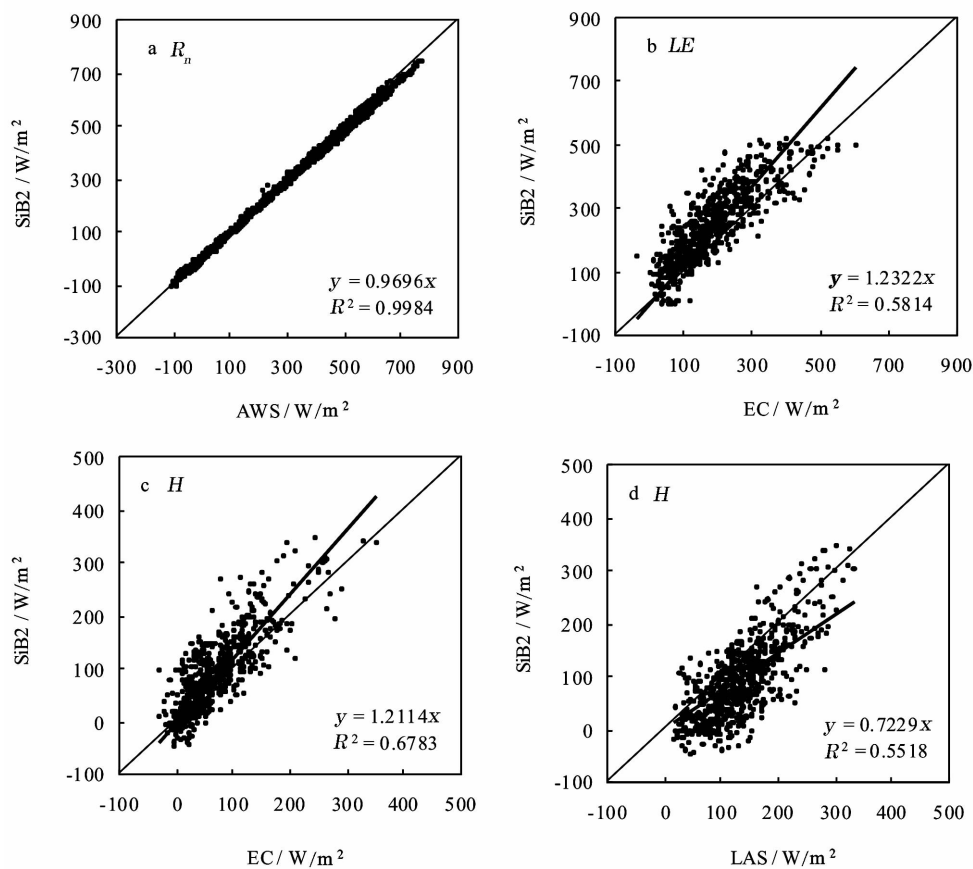 a Rₙ
900
700
500
300
100
-100
-300
SiB2 / W/m²
y = 0.9696x
R² = 0.9984
-300 -100 100 300 500 700 900
AWS / W/m²
b LE
900
700
500
300
100
-100
SiB2 / W/m²
y = 1.2322x
R² = 0.5814
-100 100 300 500 700 900
EC / W/m²
c H
500
400
300
200
100
0
-100
SiB2 / W/m²
y = 1.2114x
R² = 0.6783
-100 0 100 200 300 400 500
EC / W/m²
d H
500
400
300
200
100
0
-100
SiB2 / W/m²
y = 0.7229x
R² = 0.5518
-100 0 100 200 300 400 500
LAS / W/m²